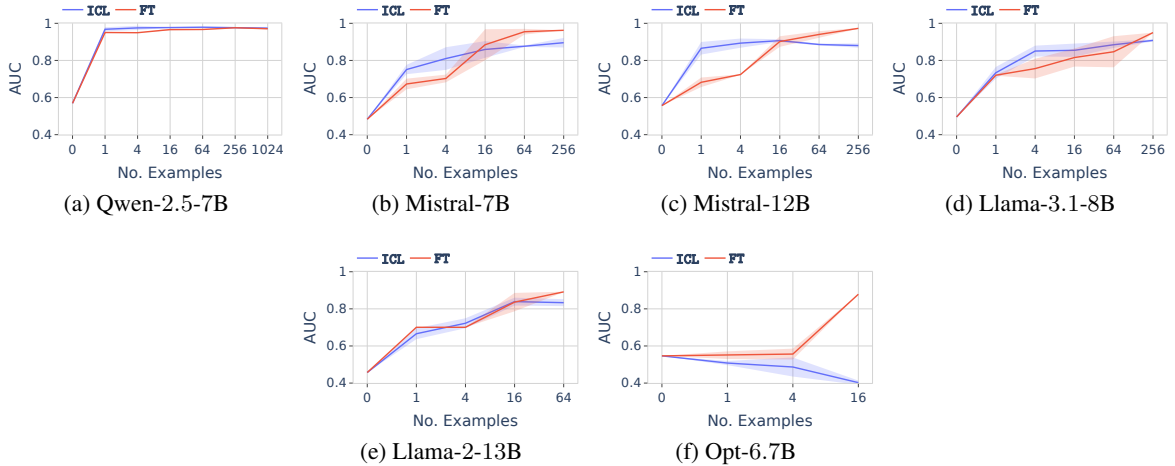 ICL FT
AUC
1
0.8
0.6
0.4
0 1 4 16 64 256 1024
No. Examples
(a) Qwen-2.5-7B
ICL FT
AUC
1
0.8
0.6
0.4
0 1 4 16 64 256
No. Examples
(b) Mistral-7B
ICL FT
AUC
1
0.8
0.6
0.4
0 1 4 16 64 256
No. Examples
(c) Mistral-12B
ICL FT
AUC
1
0.8
0.6
0.4
0 1 4 16 64 256
No. Examples
(d) Llama-3.1-8B
ICL FT
AUC
1
0.8
0.6
0.4
0 1 4 16 64
No. Examples
(e) Llama-2-13B
ICL FT
AUC
1
0.8
0.6
0.4
0 1 4 16
No. Examples
(f) Opt-6.7B